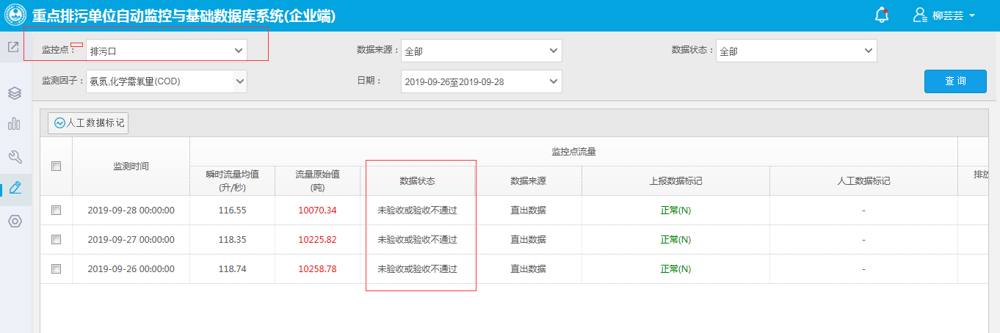 重点排污单位自动监控与基础数据库系统(企业端)
柳芸芸
监控点： 排污口 数据来源： 全部 数据状态： 全部
监测因子： 氨氮,化学需氧量(COD) 日期： 2019-09-26至2019-09-28 查 询
人工数据标记
监测时间 监控点流量
瞬时流量均值 流量原始值 数据状态 数据来源 上报数据标记 人工数据标记 排放
(升/秒) (吨)
2019-09-28 00:00:00 116.55 10070.34 未验收或验收不通过 直出数据 正常(N) -
2019-09-27 00:00:00 118.35 10225.82 未验收或验收不通过 直出数据 正常(N) -
2019-09-26 00:00:00 118.74 10258.78 未验收或验收不通过 直出数据 正常(N) -